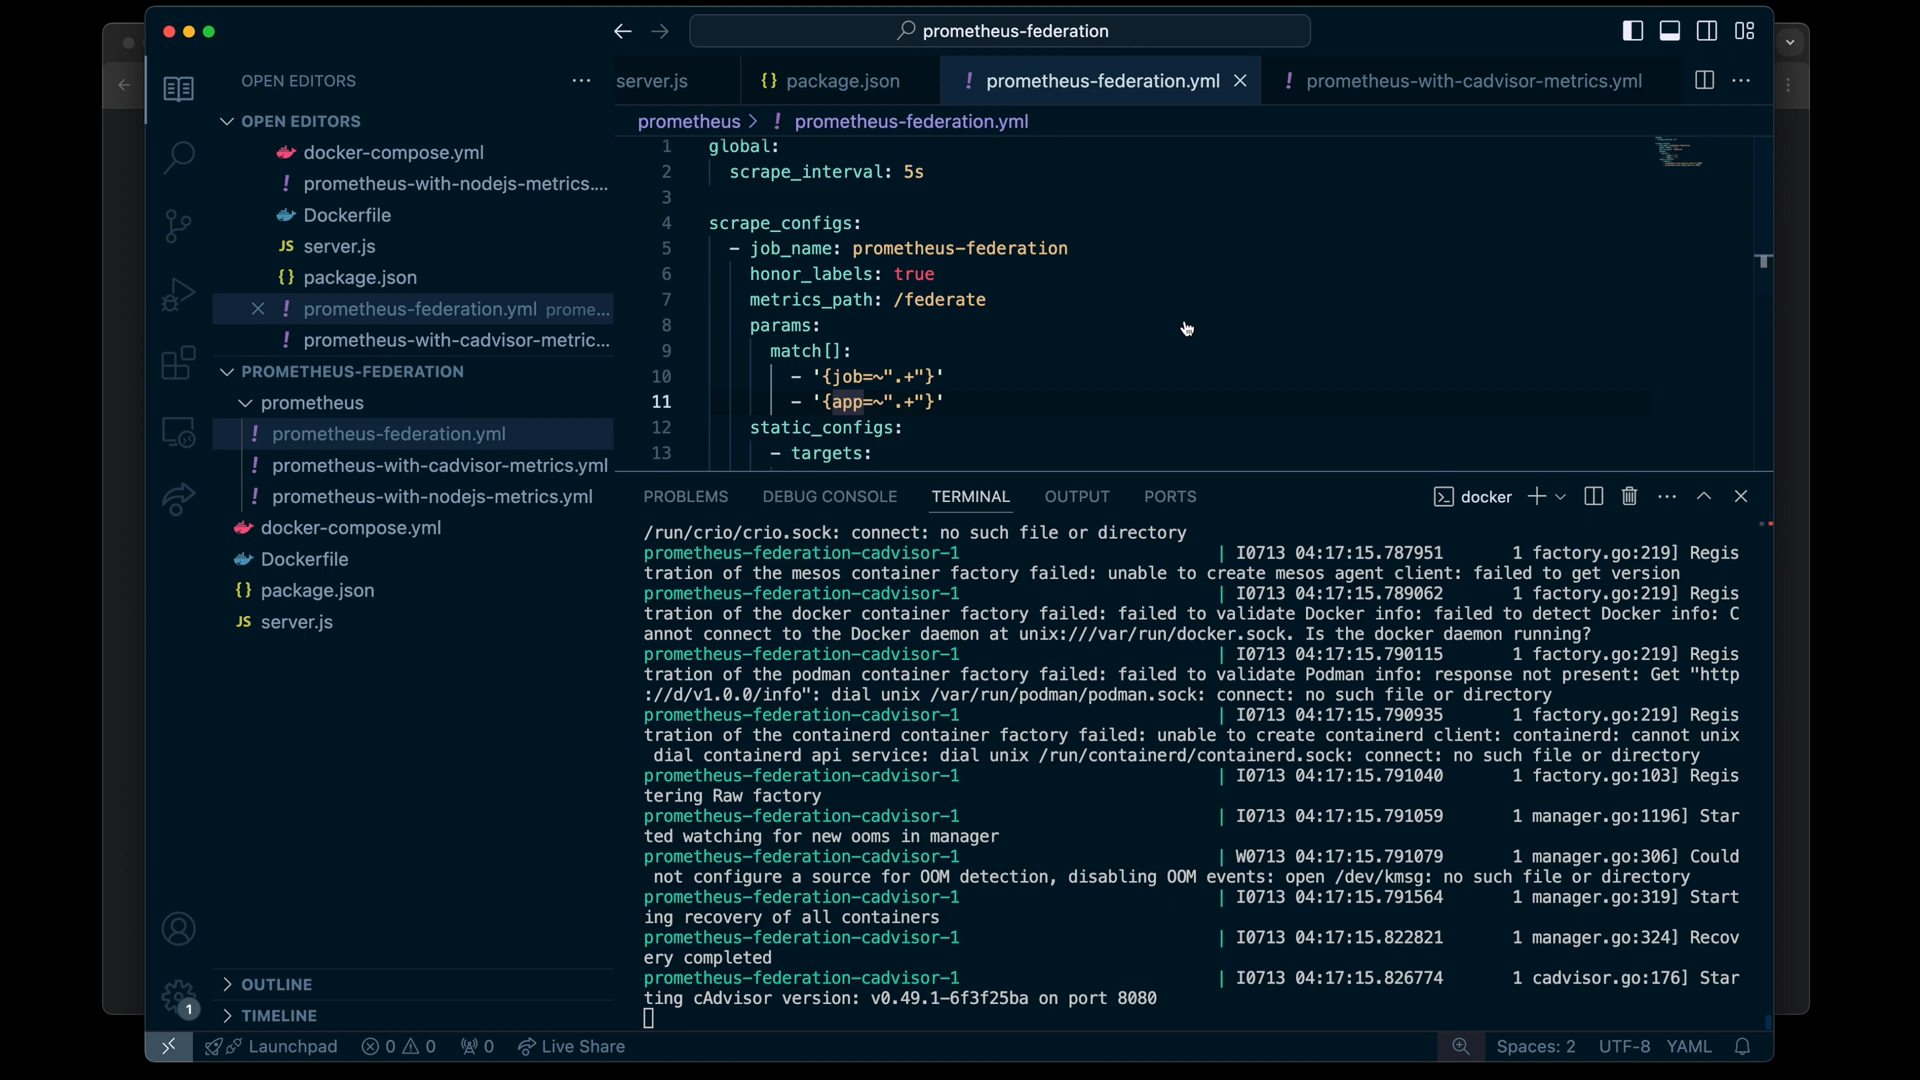 prometheus-federation
OPEN EDITORS
server.js
package.json
prometheus-federation.yml
prometheus-with-cadvisor-metrics.yml
OPEN EDITORS
docker-compose.yml
prometheus-with-nodejs-metrics....
Dockerfile
JS server.js
package.json
prometheus-federation.yml prome...
prometheus-with-cadvisor-metric...
PROMETHEUS-FEDERATION
prometheus
prometheus-federation.yml
prometheus-with-cadvisor-metrics.yml
prometheus-with-nodejs-metrics.yml
docker-compose.yml
Dockerfile
package.json
JS server.js
OUTLINE
TIMELINE
prometheus > ! prometheus-federation.yml
1 global:
2 scrape_interval: 5s
3
4 scrape_configs:
5 - job_name: prometheus-federation
6 honor_labels: true
7 metrics_path: /federate
8 params:
9 match[]:
10 - '{job=~".+"}'
11 - '{app=~".+"}'
12 static_configs:
13 - targets:
PROBLEMS DEBUG CONSOLE TERMINAL OUTPUT PORTS
docker
/run/crio/crio.sock: connect: no such file or directory
prometheus-federation-cadvisor-1 | I0713 04:17:15.787951 1 factory.go:219] Regis
tration of the mesos container factory failed: unable to create mesos agent client: failed to get version
prometheus-federation-cadvisor-1 | I0713 04:17:15.789062 1 factory.go:219] Regis
tration of the docker container factory failed: failed to validate Docker info: failed to detect Docker info: C
annot connect to the Docker daemon at unix:///var/run/docker.sock. Is the docker daemon running?
prometheus-federation-cadvisor-1 | I0713 04:17:15.790115 1 factory.go:219] Regis
tration of the podman container factory failed: failed to validate Podman info: response not present: Get "http
://d/v1.0.0/info": dial unix /var/run/podman/podman.sock: connect: no such file or directory
prometheus-federation-cadvisor-1 | I0713 04:17:15.790935 1 factory.go:219] Regis
tration of the containerd container factory failed: unable to create containerd client: containerd: cannot unix
dial containerd api service: dial unix /run/containerd/containerd.sock: connect: no such file or directory
prometheus-federation-cadvisor-1 | I0713 04:17:15.791040 1 factory.go:103] Regis
tering Raw factory
prometheus-federation-cadvisor-1 | I0713 04:17:15.791059 1 manager.go:1196] Star
ted watching for new ooms in manager
prometheus-federation-cadvisor-1 | W0713 04:17:15.791079 1 manager.go:306] Could
not configure a source for OOM detection, disabling OOM events: open /dev/kmsg: no such file or directory
prometheus-federation-cadvisor-1 | I0713 04:17:15.791564 1 manager.go:319] Start
ing recovery of all containers
prometheus-federation-cadvisor-1 | I0713 04:17:15.822821 1 manager.go:324] Recov
ery completed
prometheus-federation-cadvisor-1 | I0713 04:17:15.826774 1 cadvisor.go:176] Star
ting cAdvisor version: v0.49.1-6f3f25ba on port 8080
1
Launchpad 0 0 0 Live Share
Spaces: 2 UTF-8 YAML